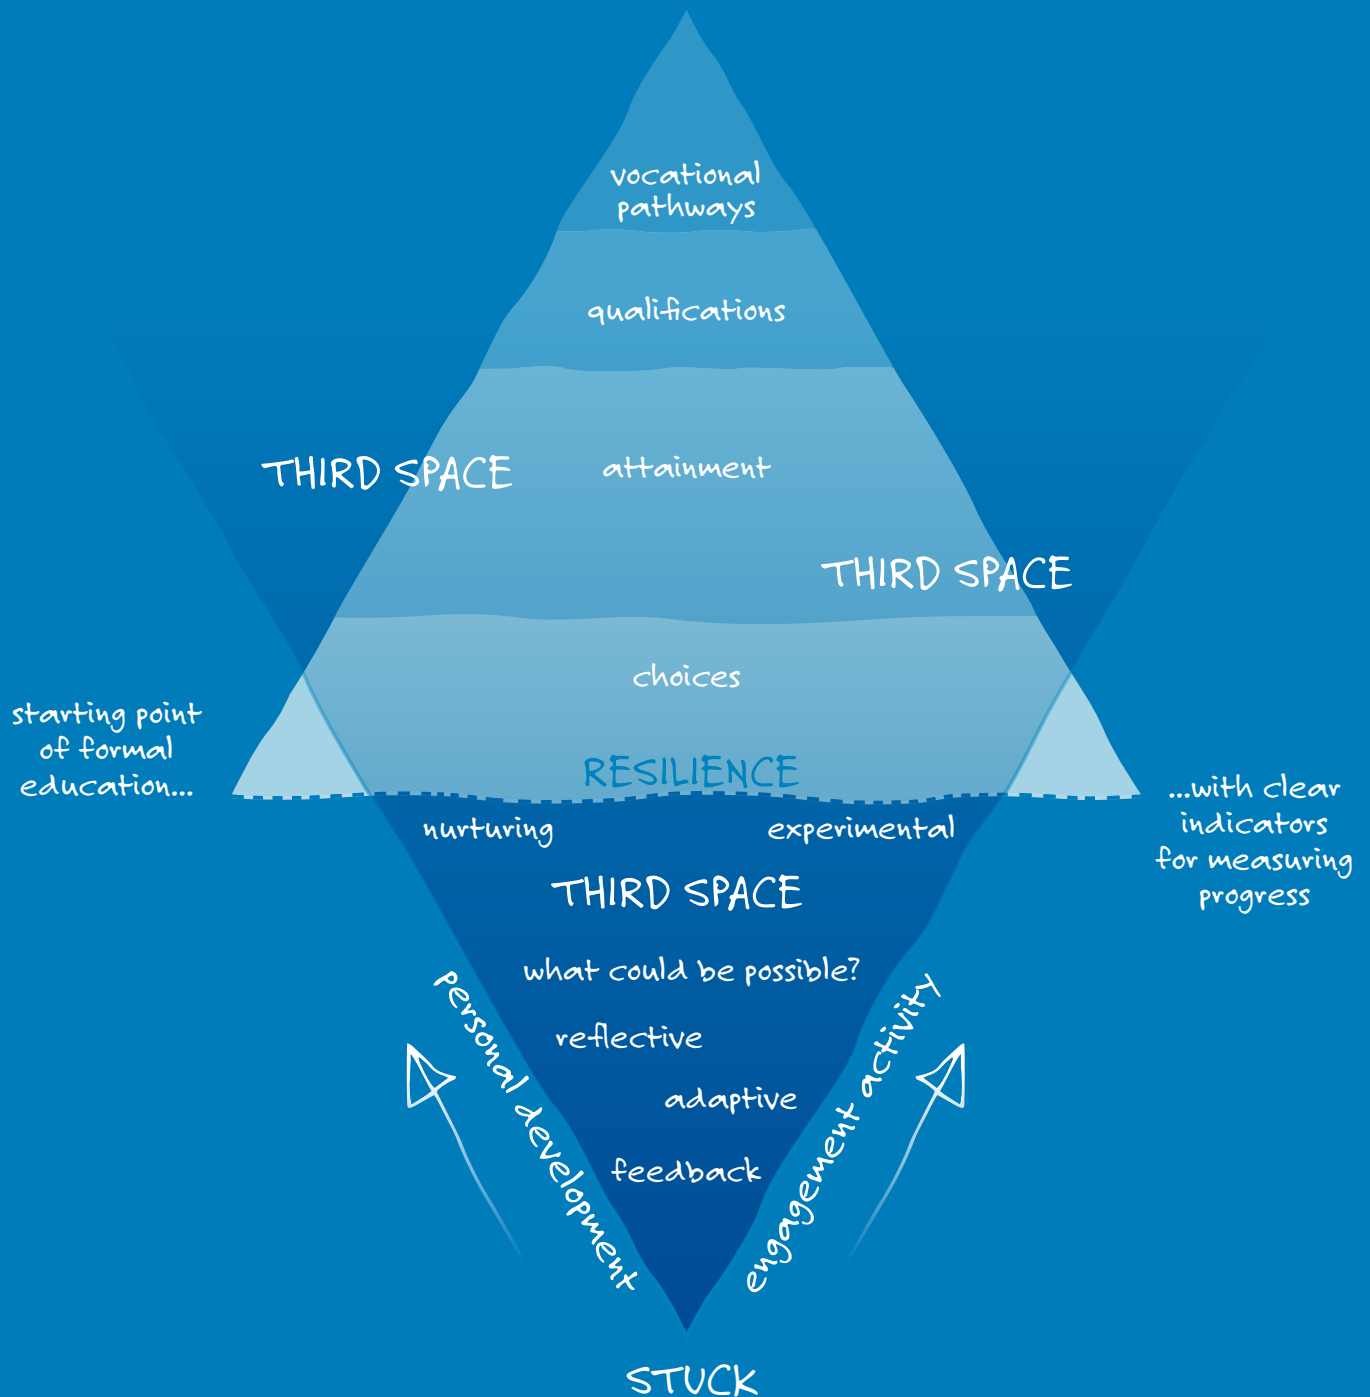 vocational
pathways
qualifications
THIRD SPACE
attainment
THIRD SPACE
choices
starting point
of formal
education...
RESILIENCE
...with clear
indicators
for measuring
progress
nurturing
experimental
THIRD SPACE
what could be possible?
reflective
adaptive
feedback
personal development
engagement activity
STUCK